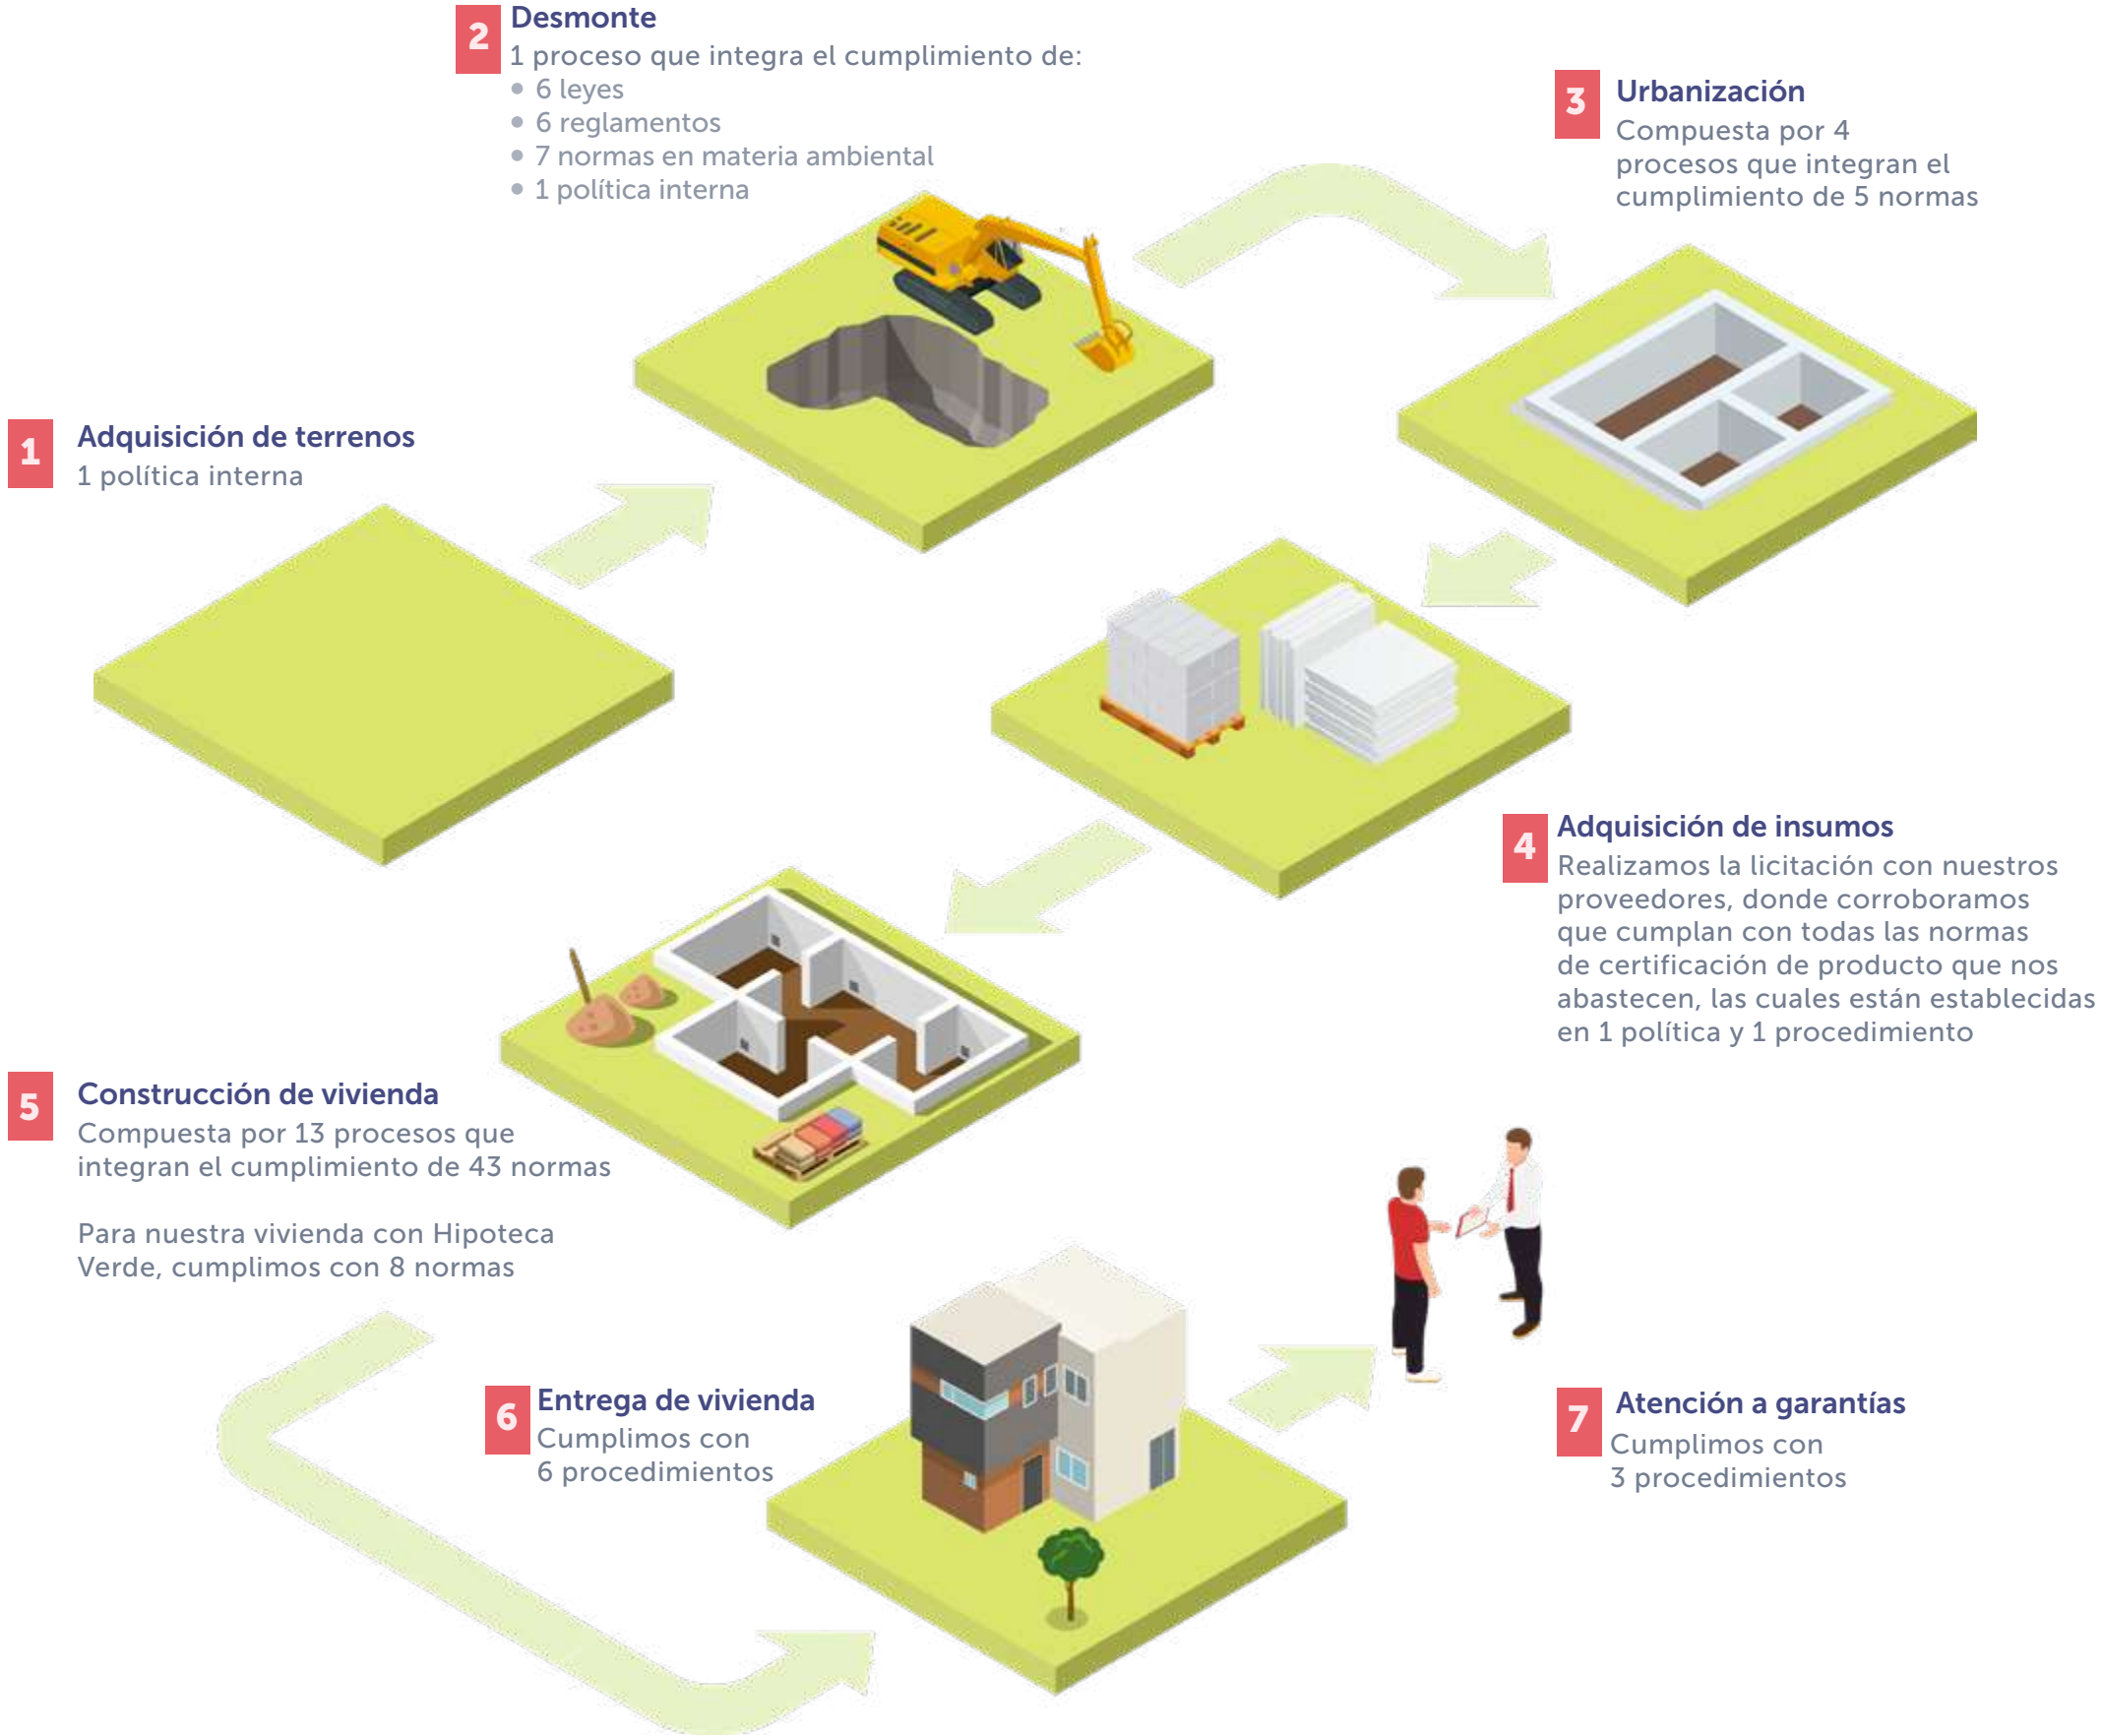 1
Adquisición de terrenos
1 política interna
2
Desmonte
1 proceso que integra el cumplimiento de:
• 6 leyes
• 6 reglamentos
• 7 normas en materia ambiental
• 1 política interna
3
Urbanización
Compuesta por 4
procesos que integran el
cumplimiento de 5 normas
4
Adquisición de insumos
Realizamos la licitación con nuestros
proveedores, donde corroboramos
que cumplan con todas las normas
de certificación de producto que nos
abastecen, las cuales están establecidas
en 1 política y 1 procedimiento
5
Construcción de vivienda
Compuesta por 13 procesos que
integran el cumplimiento de 43 normas
Para nuestra vivienda con Hipoteca
Verde, cumplimos con 8 normas
6
Entrega de vivienda
Cumplimos con
6 procedimientos
7
Atención a garantías
Cumplimos con
3 procedimientos